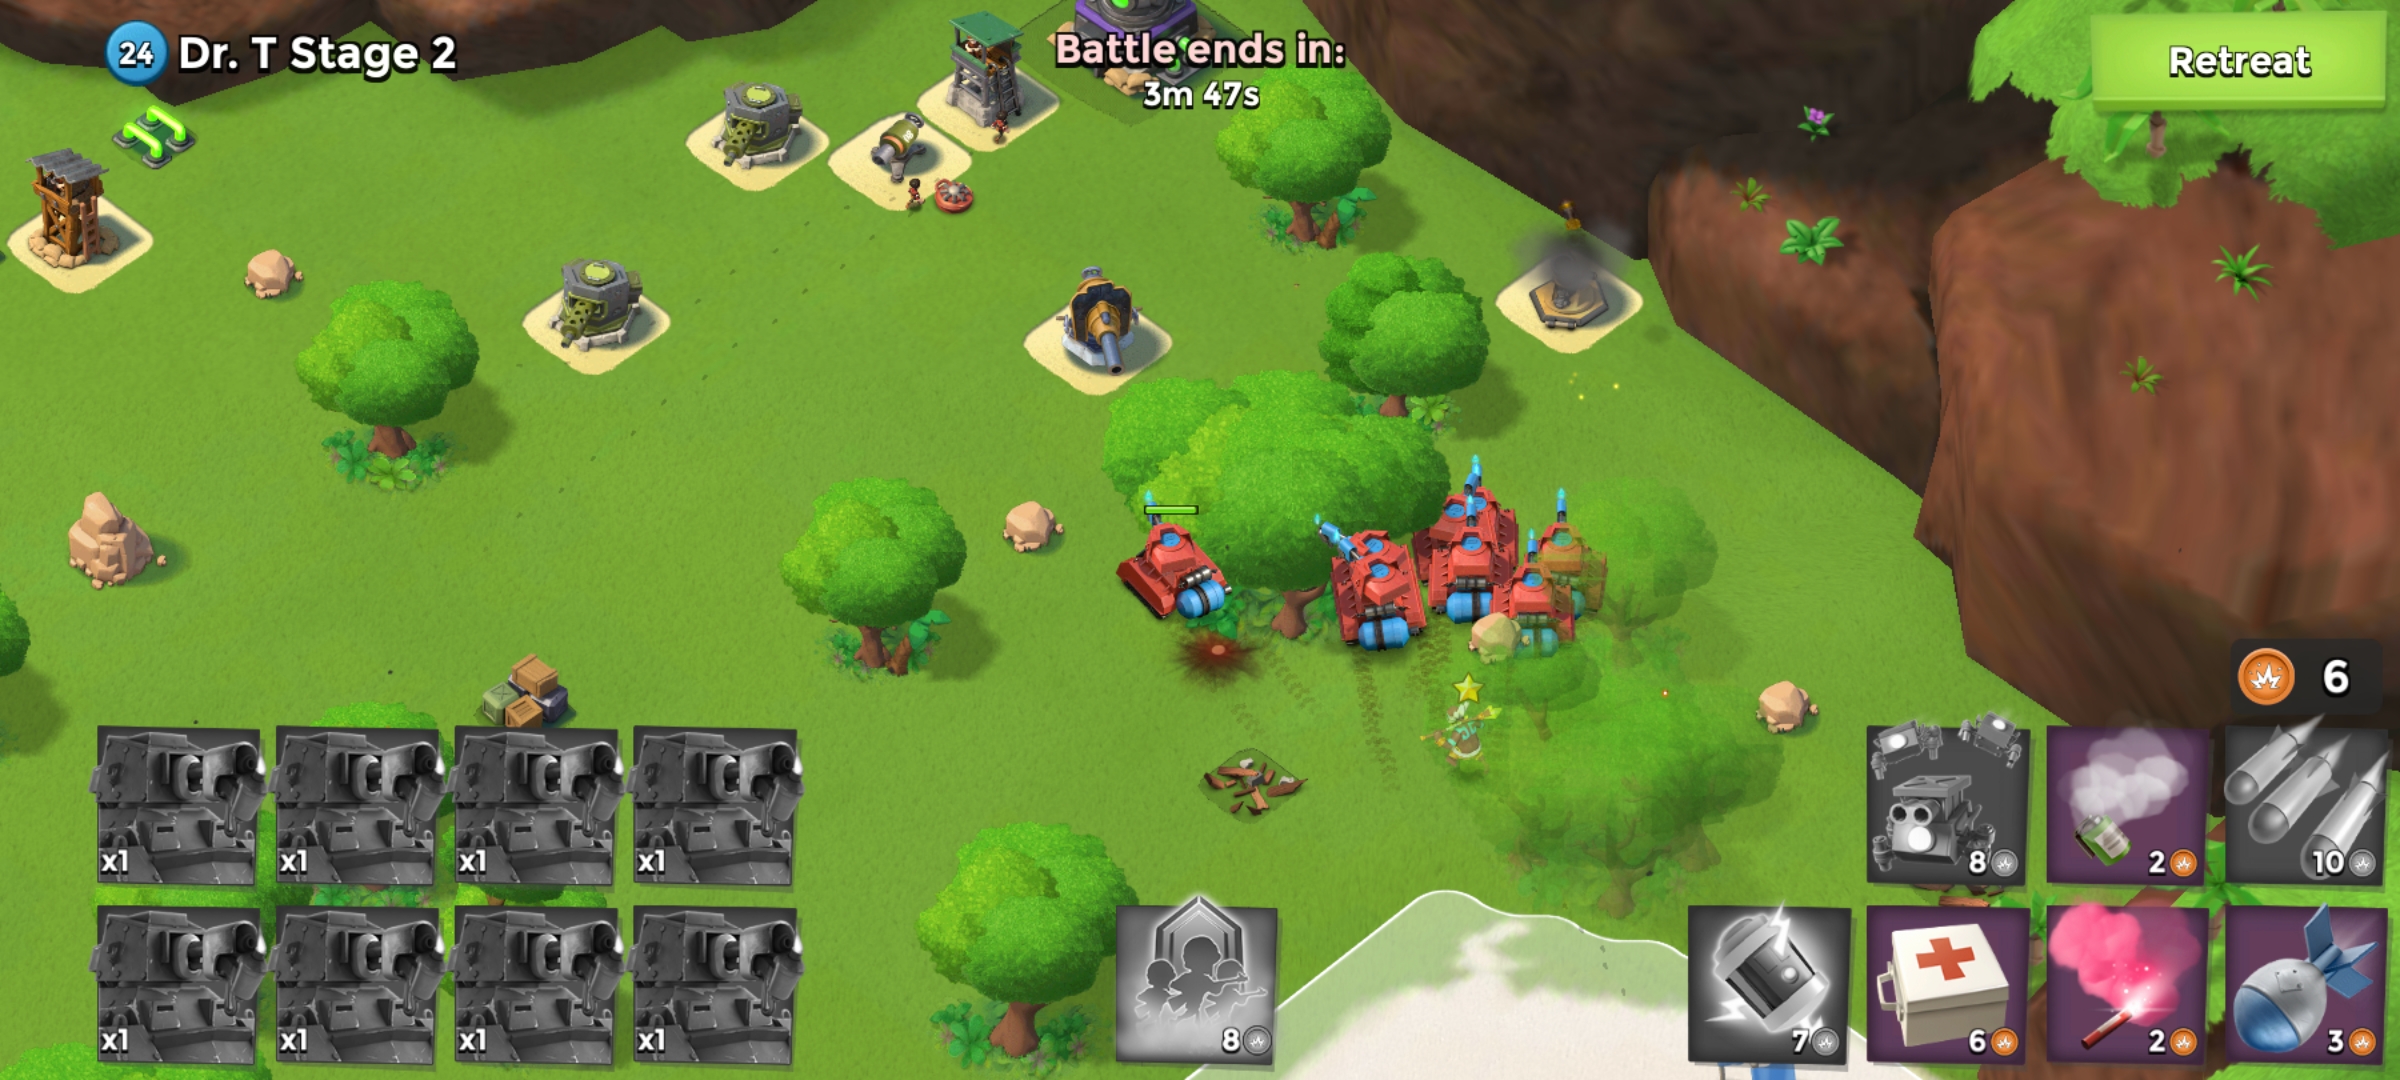 24 Dr. T Stage 2
Battle ends in:
3m 47s
Retreat
6
x1
x1
x1
x1
8
2
10
x1
x1
x1
x1
8
7
6
2
3